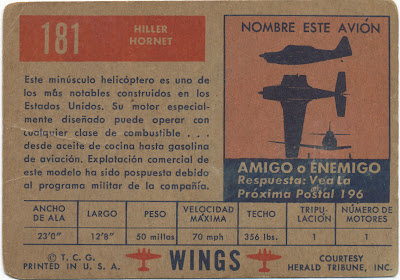 181
HILLER
HORNET
Este minúsculo helicóptero es uno de
los más notables construidos en los
Estados Unidos. Su motor especial-
mente diseñado puede operar con
cualquier clase de combustible . . .
desde aceite de cocina hasta gasolina
de aviación. Explotación comercial de
este modelo ha sido pospuesto debido
al programa militar de la compañía.
NOMBRE ESTE AVIÓN
AMIGO o ENEMIGO
Respuesta: Vea La
Próxima Postal 196
ANCHO DE ALA LARGO PESO VELOCIDAD MÁXIMA TECHO TRIPU-LACIÓN NÚMERO DE MOTORES
23'0" 12'8" 50 millas 70 mph 356 lbs. 1 1
© T. C. G.
PRINTED IN U. S. A.
WINGS
COURTESY
HERALD TRIBUNE, INC.